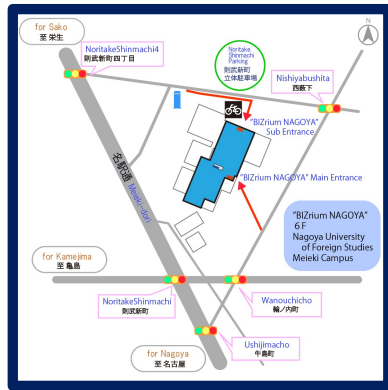 for Sako
至 栄生
N
NoritakeShinmachi4
則武新町四丁目
Noritake
Shinmachi
Parking
則武新町
立体駐車場
Nishiyabushita
西薮下
"BIZrium NAGOYA"
Sub Entrance
名駅通 Meieki-dori
"BIZrium NAGOYA" Main Entrance
"BIZrium NAGOYA"
6F
Nagoya University
of Foreign Studies
Meieki Campus
for Kamejima
至 亀島
NoritakeShinmachi
則武新町
Wanouchicho
輪ノ内町
Ushijimacho
牛島町
for Nagoya
至 名古屋